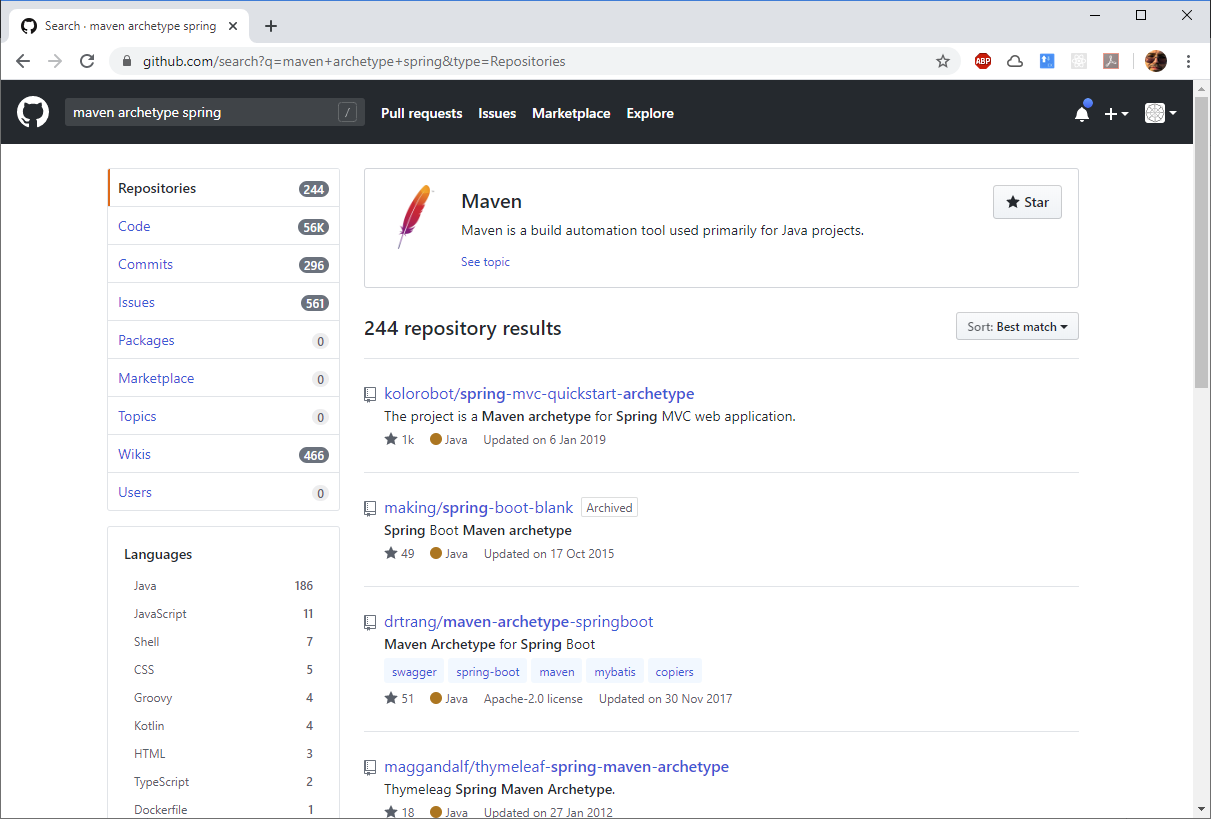 Search · maven archetype spring
github.com/search?q=maven+archetype+spring&type=Repositories
ABP
maven archetype spring /
Pull requests Issues Marketplace Explore
Repositories 244
Code 56K
Commits 296
Issues 561
Packages 0
Marketplace 0
Topics 0
Wikis 466
Users 0
Languages
Java 186
JavaScript 11
Shell 7
CSS 5
Groovy 4
Kotlin 4
HTML 3
TypeScript 2
Dockerfile 1
Maven
Star
Maven is a build automation tool used primarily for Java projects.
See topic
244 repository results
Sort: Best match
kolorobot/spring-mvc-quickstart-archetype
The project is a Maven archetype for Spring MVC web application.
1k Java Updated on 6 Jan 2019
making/spring-boot-blank Archived
Spring Boot Maven archetype
49 Java Updated on 17 Oct 2015
drtrang/maven-archetype-springboot
Maven Archetype for Spring Boot
swagger spring-boot maven mybatis copiers
51 Java Apache-2.0 license Updated on 30 Nov 2017
maggandalf/thymeleaf-spring-maven-archetype
Thymeleag Spring Maven Archetype.
18 Java Updated on 27 Jan 2012